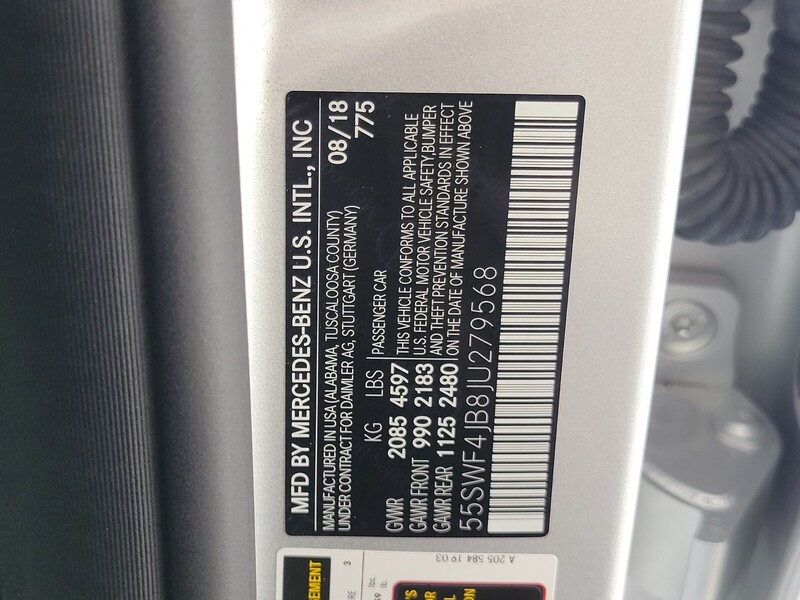 MFD BY MERCEDES-BENZ U.S. INTL., INC
MANUFACTURED IN USA (ALABAMA, TUSCALOOSA COUNTY)
UNDER CONTRACT FOR DAIMLER AG, STUTTGART (GERMANY)
08/18
775
KG LBS
GVWR 2085 4597
GAWR FRONT 990 2183
GAWR REAR 1125 2480
PASSENGER CAR
THIS VEHICLE CONFORMS TO ALL APPLICABLE
U.S. FEDERAL MOTOR VEHICLE SAFETY,BUMPER
AND THEFT PREVENTION STANDARDS IN EFFECT
ON THE DATE OF MANUFACTURE SHOWN ABOVE
55SWF4JB8JU279568
A 205 584 19 03
3
lbs.
lb.